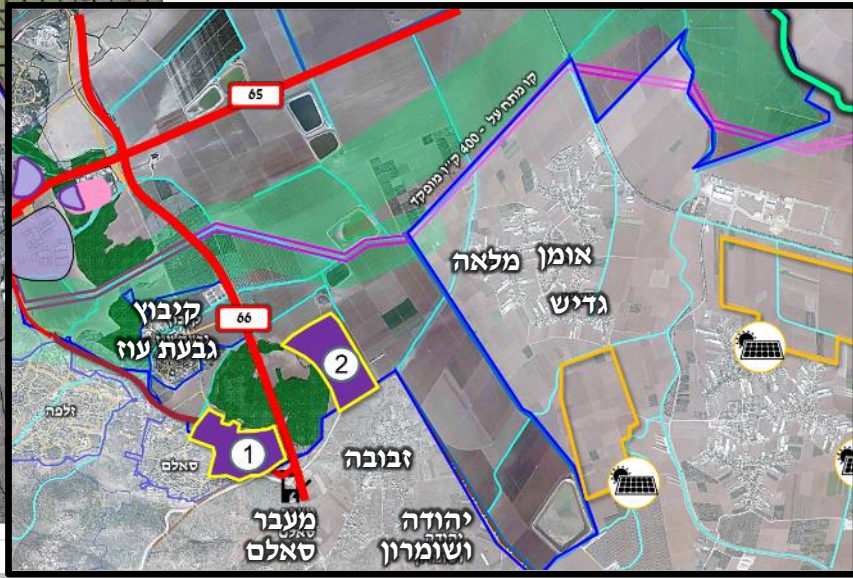 65
קו מתח על - 400 ק"ו מופקד
אומן
מלאה
גדיש
קיבוץ
גבעת עוז
66
2
זלפה
סאלם
1
זבובה
מעבר
סאלם
יהודה
ושומרון